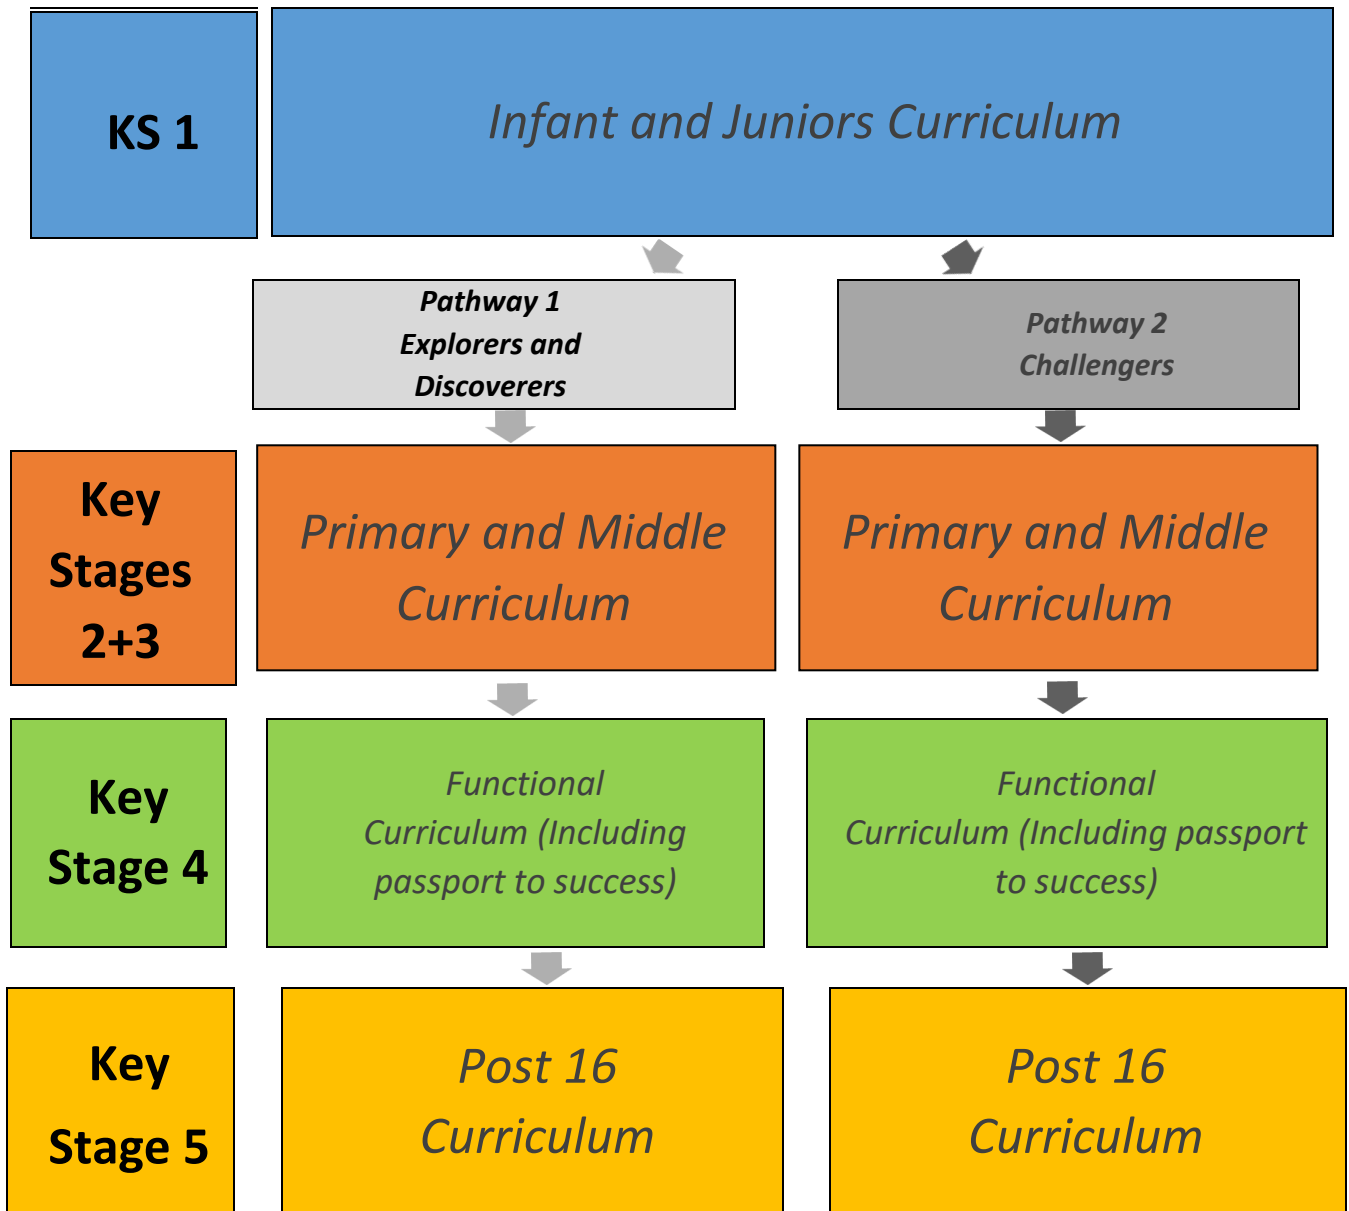 KS 1
Infant and Juniors Curriculum
Pathway 1
Explorers and
Discoverers
Pathway 2
Challengers
Key
Stages
2+3
Primary and Middle
Curriculum
Primary and Middle
Curriculum
Key
Stage 4
Functional
Curriculum (Including
passport to success)
Functional
Curriculum (Including passport
to success)
Key
Stage 5
Post 16
Curriculum
Post 16
Curriculum